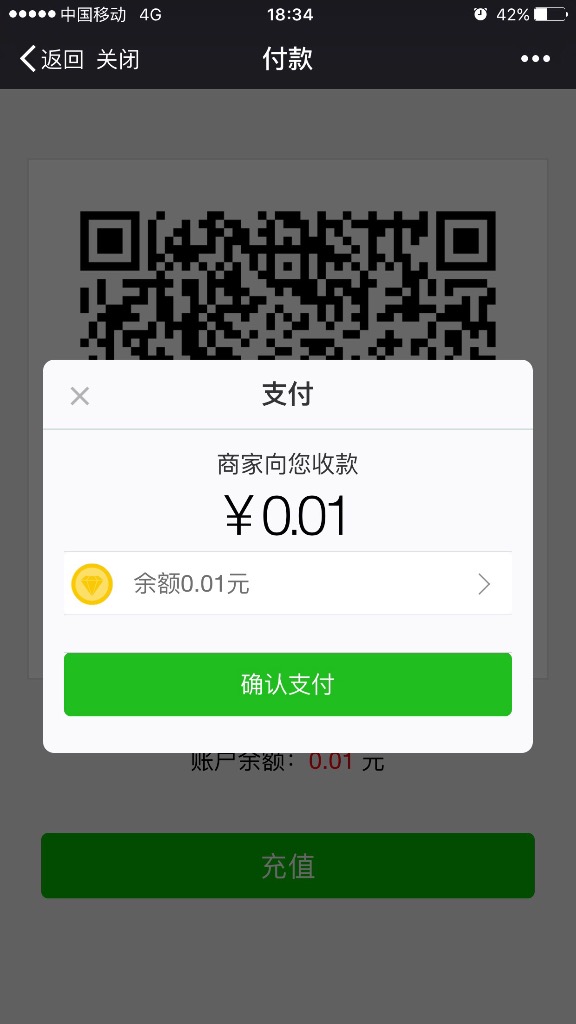 中国移动 4G 18:34 42%
返回 关闭 付款
支付
商家向您收款
￥0.01
余额0.01元
确认支付
账户余额：0.01 元
充值